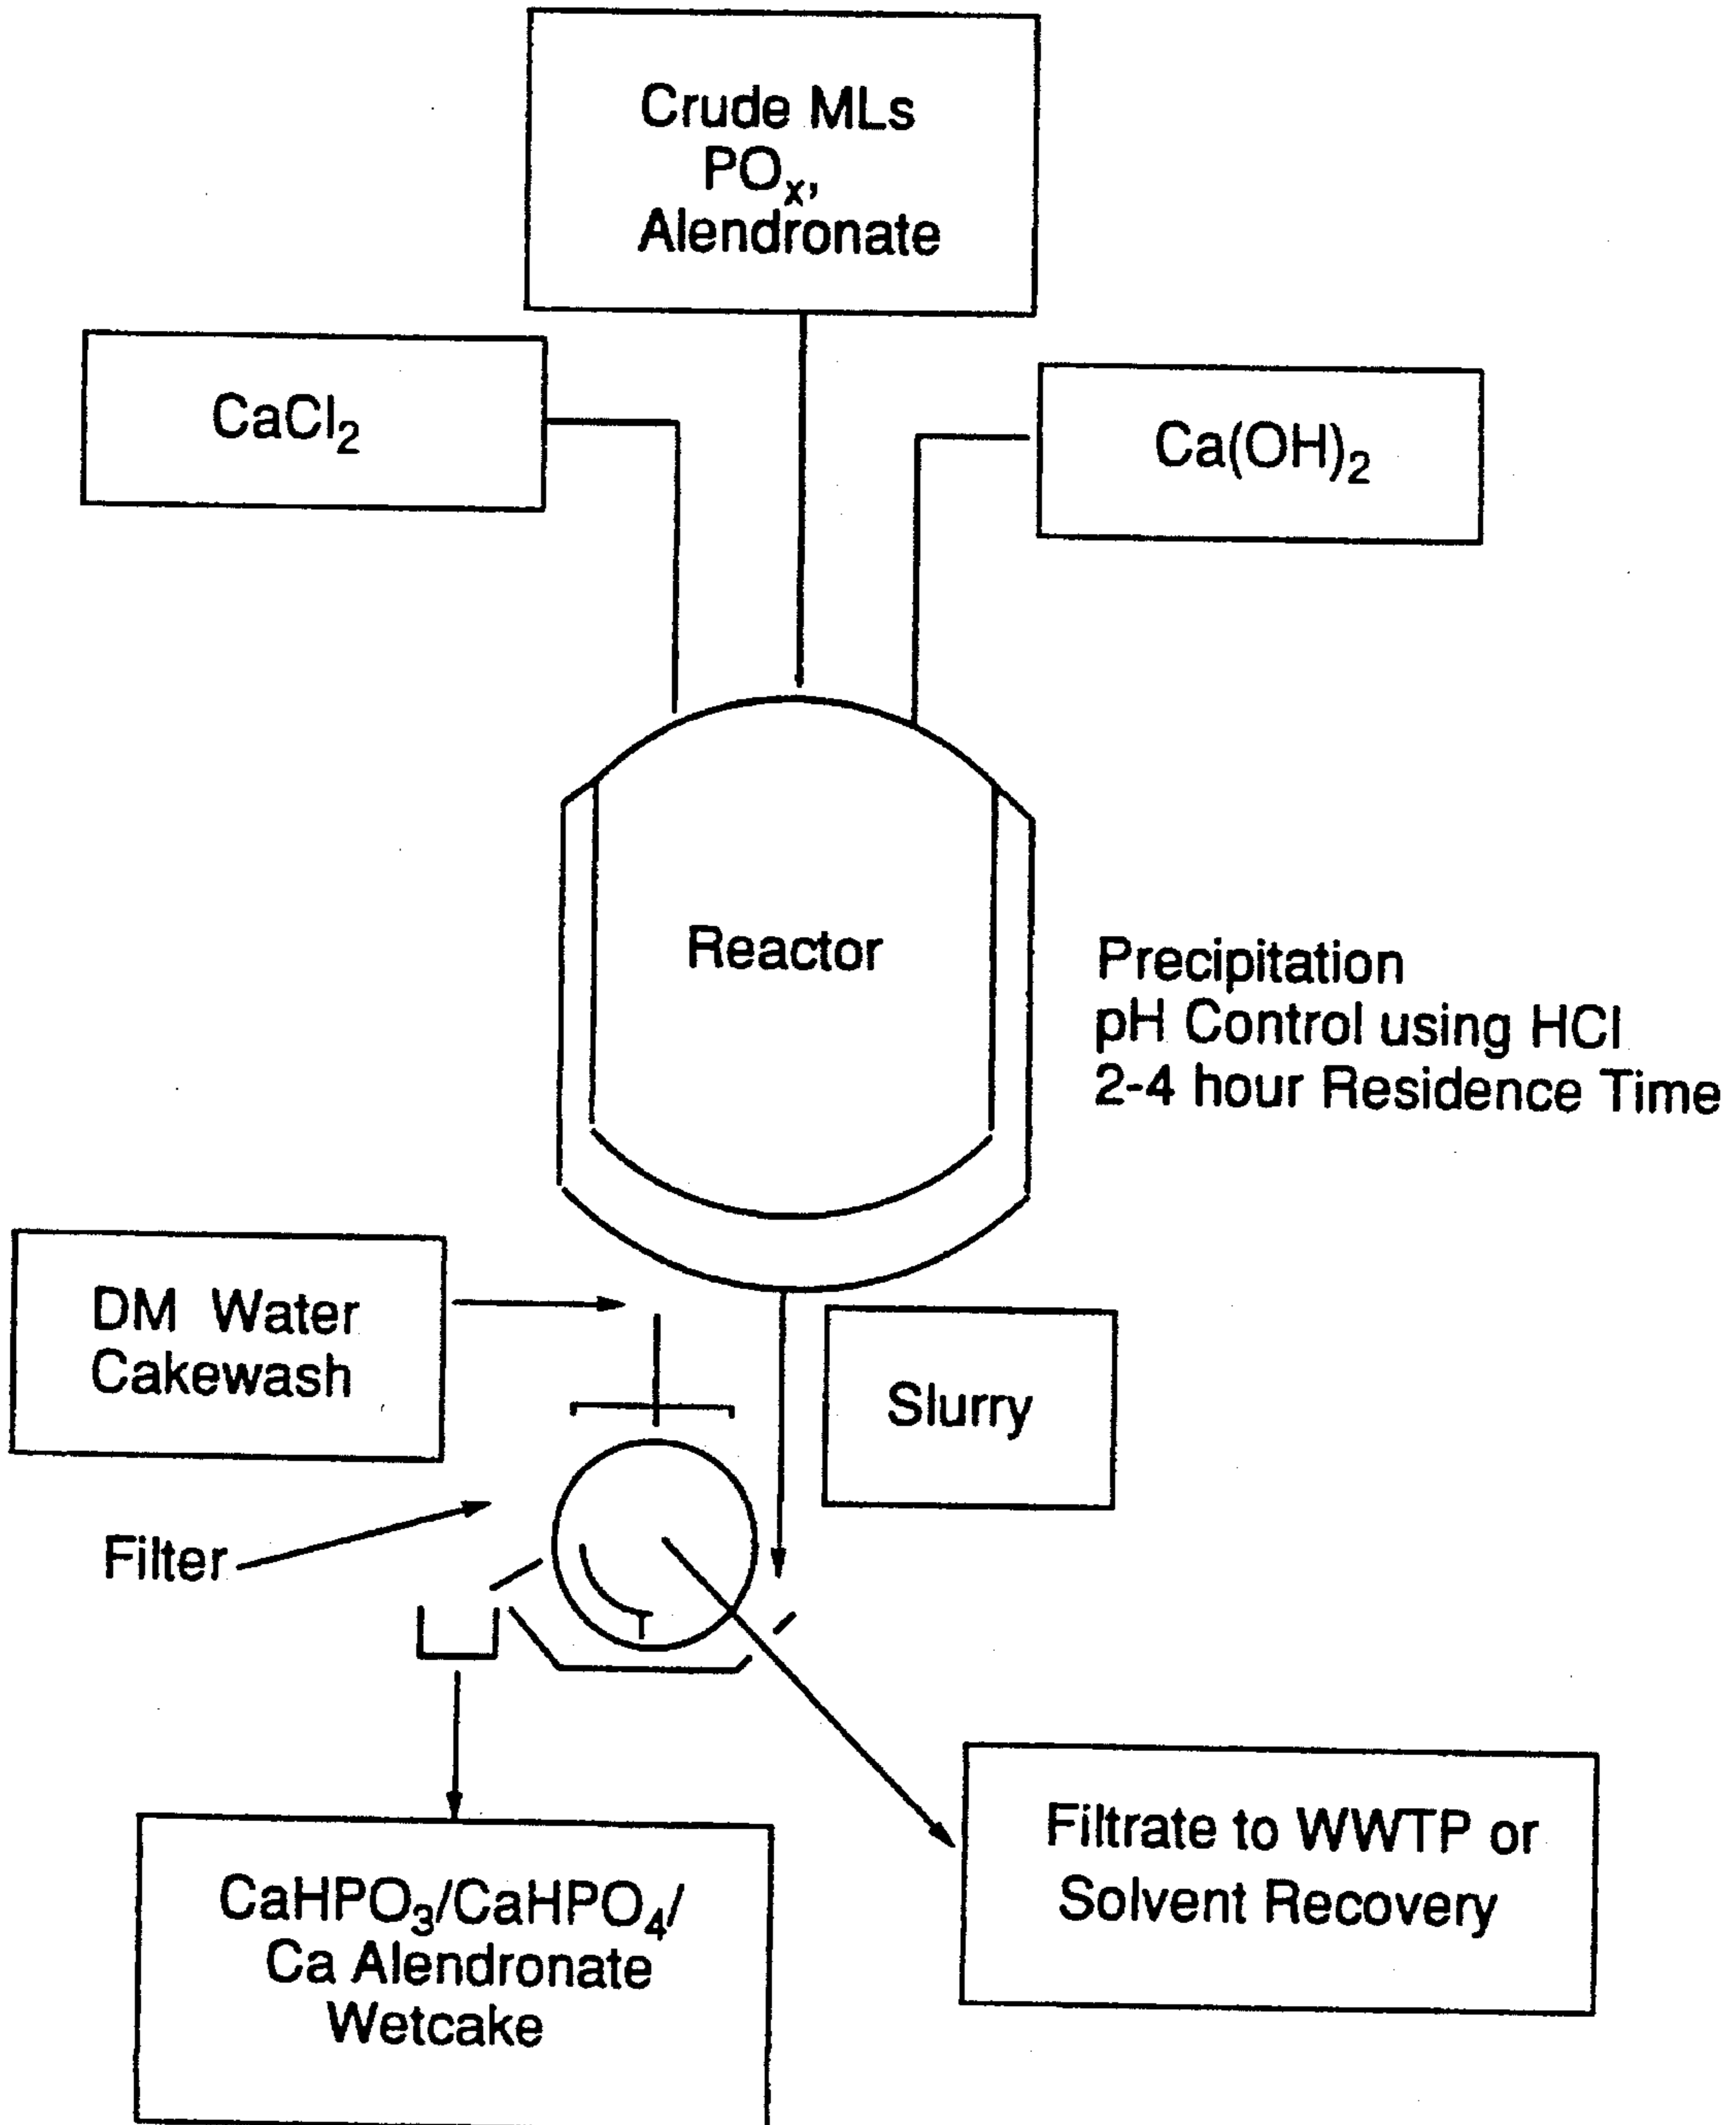 Crude MLs
POₓ,
Alendronate
CaCl₂
Ca(OH)₂
Reactor
Precipitation
pH Control using HCl
2-4 hour Residence Time
DM Water
Cakewash
Slurry
Filter
Filtrate to WWTP or
Solvent Recovery
CaHPO₃/CaHPO₄/
Ca Alendronate
Wetcake